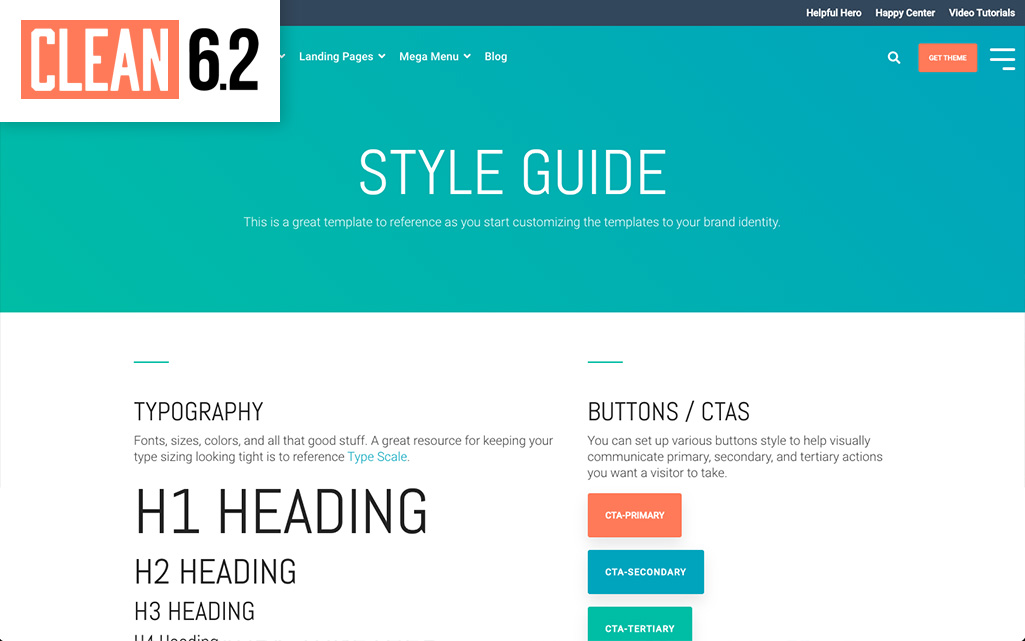 Helpful Hero Happy Center Video Tutorials
CLEAN 6.2
Landing Pages Mega Menu Blog
GET THEME
STYLE GUIDE
This is a great template to reference as you start customizing the templates to your brand identity.
TYPOGRAPHY
Fonts, sizes, colors, and all that good stuff. A great resource for keeping your
type sizing looking tight is to reference Type Scale.
H1 HEADING
H2 HEADING
H3 HEADING
H4 Heading
BUTTONS / CTAS
You can set up various buttons style to help visually
communicate primary, secondary, and tertiary actions
you want a visitor to take.
CTA-PRIMARY
CTA-SECONDARY
CTA-TERTIARY